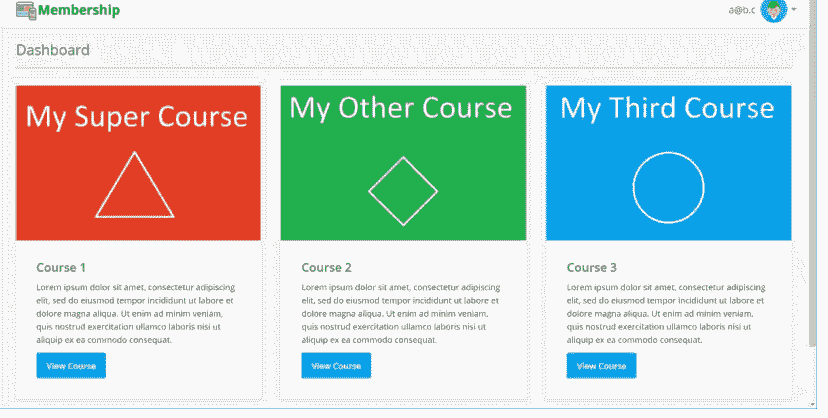 Membership
a@b.c
Dashboard
My Super Course
My Other Course
My Third Course
Course 1
Lorem ipsum dolor sit amet, consectetur adipiscing
elit, sed do eiusmod tempor incididunt ut labore et
dolore magna aliqua. Ut enim ad minim veniam,
quis nostrud exercitation ullamco laboris nisi ut
aliquip ex ea commodo consequat.
View Course
Course 2
Lorem ipsum dolor sit amet, consectetur adipiscing
elit, sed do eiusmod tempor incididunt ut labore et
dolore magna aliqua. Ut enim ad minim veniam,
quis nostrud exercitation ullamco laboris nisi ut
aliquip ex ea commodo consequat.
View Course
Course 3
Lorem ipsum dolor sit amet, consectetur adipiscing
elit, sed do eiusmod tempor incididunt ut labore et
dolore magna aliqua. Ut enim ad minim veniam,
quis nostrud exercitation ullamco laboris nisi ut
aliquip ex ea commodo consequat.
View Course